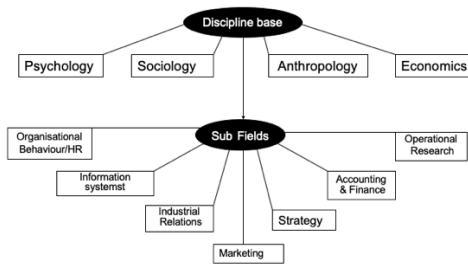 Discipline base
Psychology
Sociology
Anthropology
Economics
Organisational
Behaviour/HR
Sub Fields
Operational
Research
Information
systemst
Accounting
& Finance
Industrial
Relations
Strategy
Marketing